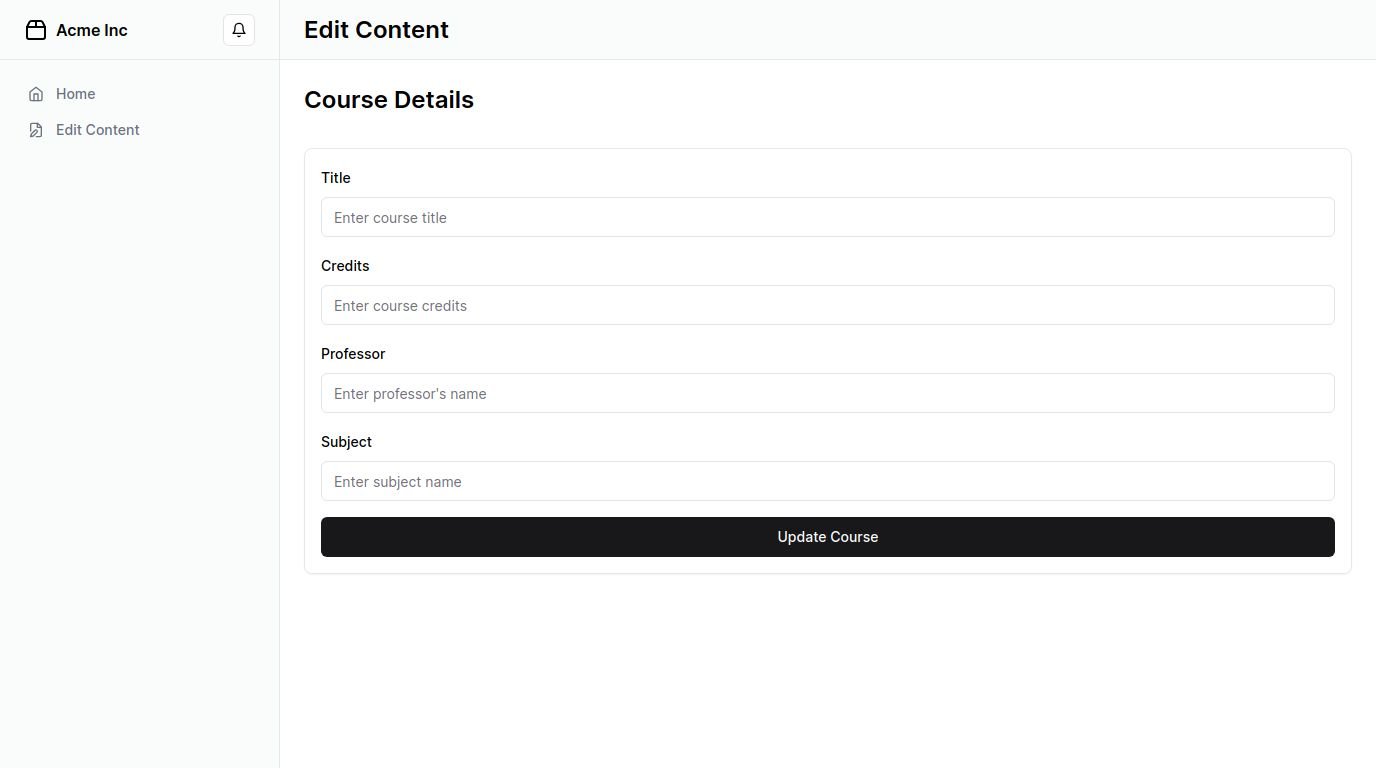 Acme Inc
Home
Edit Content
Edit Content
Course Details
Title
Enter course title
Credits
Enter course credits
Professor
Enter professor's name
Subject
Enter subject name
Update Course